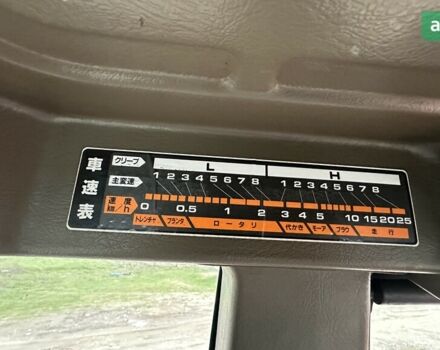 a
車速表
クリープ L H
主変速 1 2 3 4 5 6 7 8 1 2 3 4 5 6 7 8
速度 km/h 0 0.5 1 2 3 4 5 10 15 20 25
トレンチャ プランタ ロータリ 代かき モーア プラウ 走行